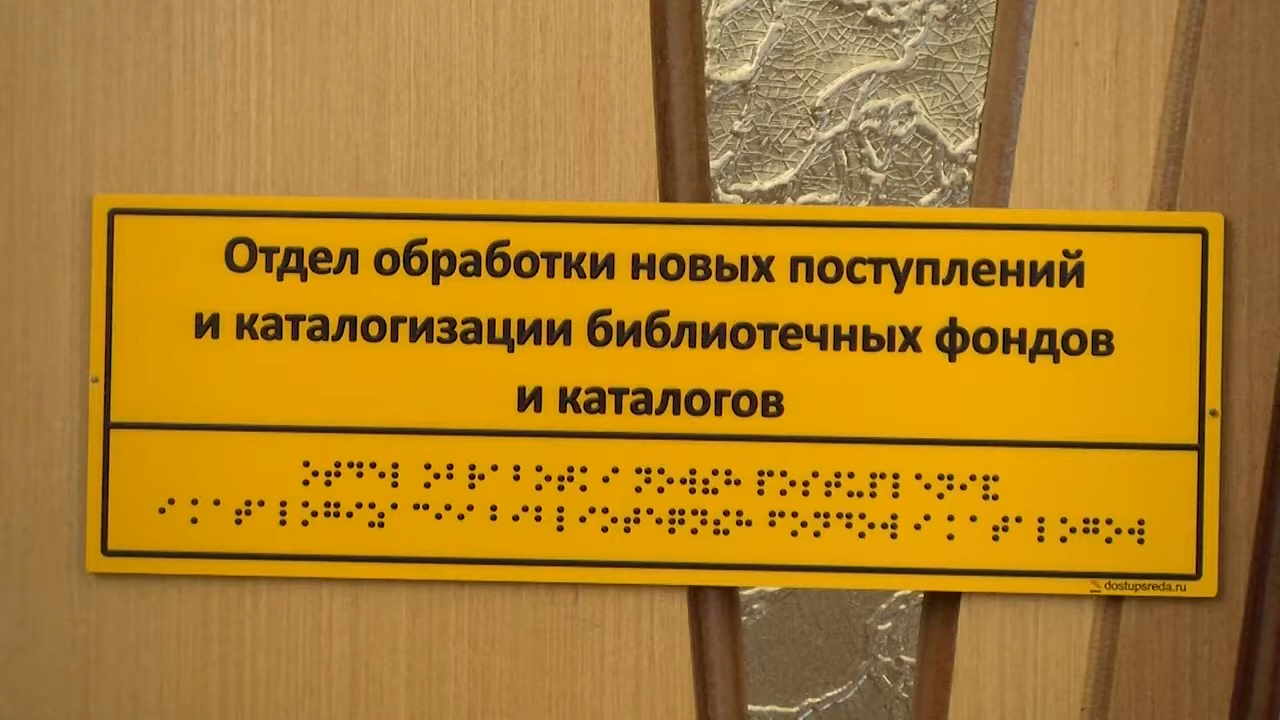 Отдел обработки новых поступлений
и каталогизации библиотечных фондов
и каталогов
dostupsreda.ru